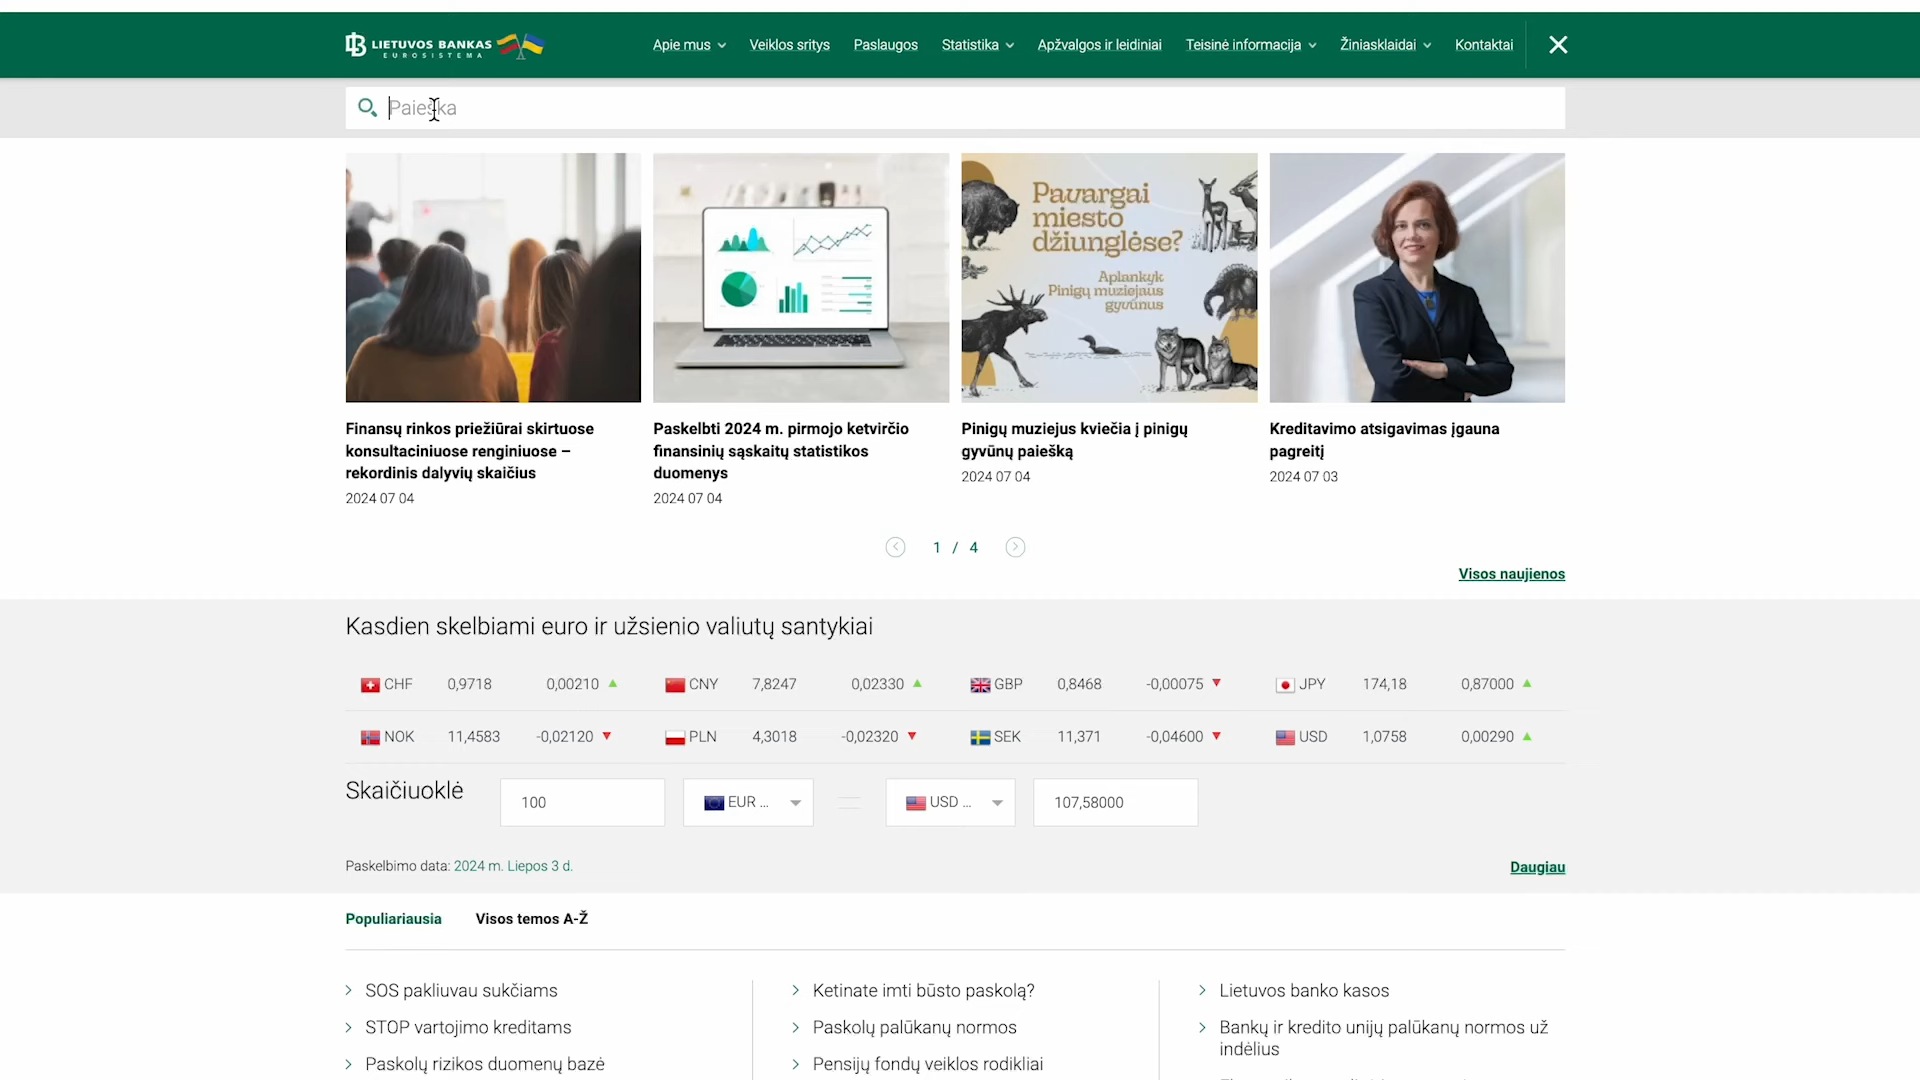 LIETUVOS BANKAS
EUROSISTEMA
Apie mus
Veiklos sritys
Paslaugos
Statistika
Apžvalgos ir leidiniai
Teisinė informacija
Žiniasklaidai
Kontaktai
Paieška
Pavargai
miesto
džiunglėse?
Aplankyk
Pinigų muziejaus
gyvūnus
Finansų rinkos priežiūrai skirtuose
konsultaciniuose renginiuose –
rekordinis dalyvių skaičius
2024 07 04
Paskelbti 2024 m. pirmojo ketvirčio
finansinių sąskaitų statistikos
duomenys
2024 07 04
Pinigų muziejus kviečia į pinigų
gyvūnų paiešką
2024 07 04
Kreditavimo atsigavimas įgauna
pagreitį
2024 07 03
1 / 4
Visos naujienos
Kasdien skelbiami euro ir užsienio valiutų santykiai
CHF 0,9718 0,00210
CNY 7,8247 0,02330
GBP 0,8468 -0,00075
JPY 174,18 0,87000
NOK 11,4583 -0,02120
PLN 4,3018 -0,02320
SEK 11,371 -0,04600
USD 1,0758 0,00290
Skaičiuoklė
100
EUR ...
USD ...
107,58000
Paskelbimo data: 2024 m. Liepos 3 d.
Daugiau
Populiariausia
Visos temos A-Ž
SOS pakliuvau sukčiams
STOP vartojimo kreditams
Paskolų rizikos duomenų bazė
Ketinate imti būsto paskolą?
Paskolų palūkanų normos
Pensijų fondų veiklos rodikliai
Lietuvos banko kasos
Bankų ir kredito unijų palūkanų normos už
indėlius